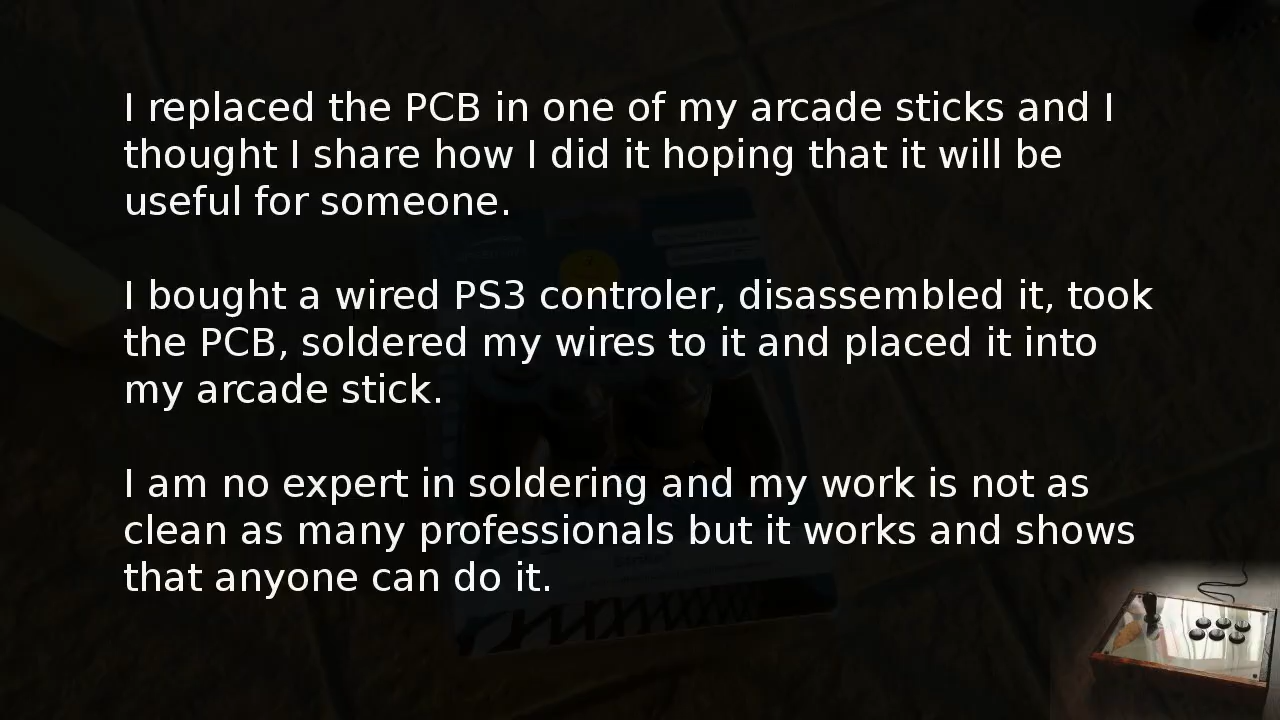 I replaced the PCB in one of my arcade sticks and I
thought I share how I did it hoping that it will be
useful for someone.
I bought a wired PS3 controler, disassembled it, took
the PCB, soldered my wires to it and placed it into
my arcade stick.
I am no expert in soldering and my work is not as
clean as many professionals but it works and shows
that anyone can do it.